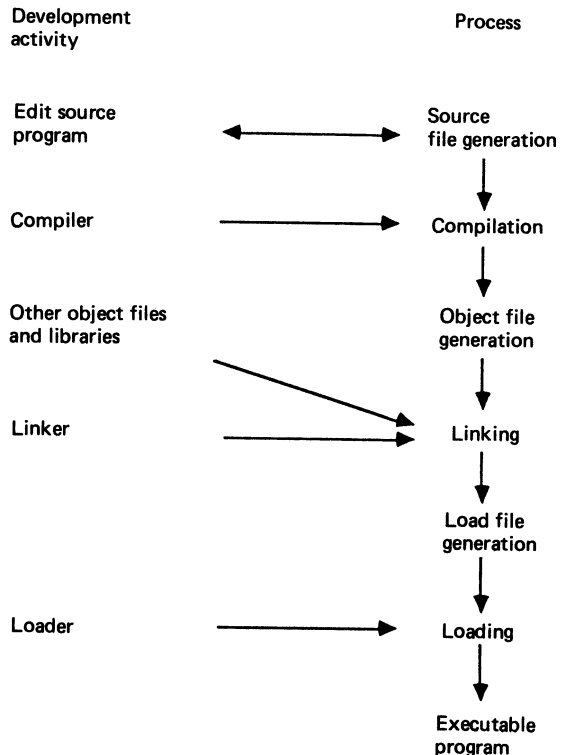 Development
activity
Process
Edit source
program
Source
file generation
Compiler
Compilation
Other object files
and libraries
Object file
generation
Linker
Linking
Load file
generation
Loader
Loading
Executable
program